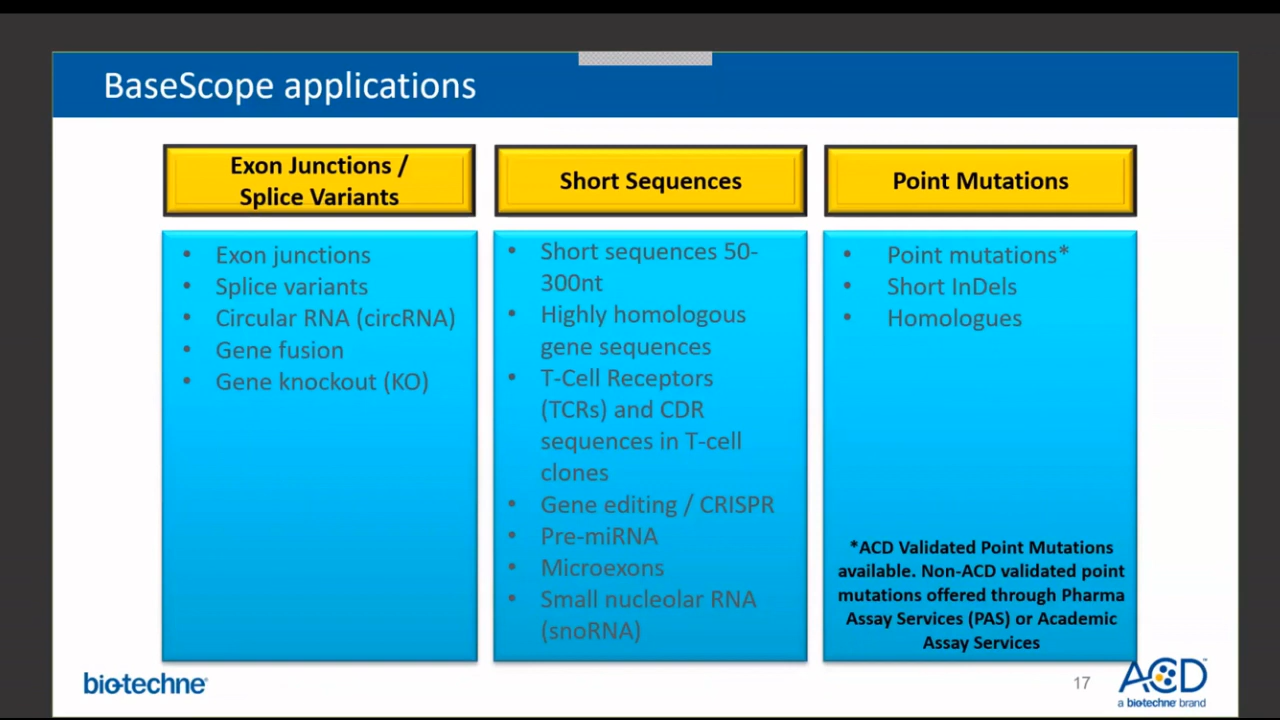 BaseScope applications
Exon Junctions /
Splice Variants
• Exon junctions
• Splice variants
• Circular RNA (circRNA)
• Gene fusion
• Gene knockout (KO)
Short Sequences
• Short sequences 50-
300nt
• Highly homologous
gene sequences
• T-Cell Receptors
(TCRs) and CDR
sequences in T-cell
clones
• Gene editing / CRISPR
• Pre-miRNA
• Microexons
• Small nucleolar RNA
(snoRNA)
Point Mutations
• Point mutations*
• Short InDels
• Homologues
*ACD Validated Point Mutations
available. Non-ACD validated point
mutations offered through Pharma
Assay Services (PAS) or Academic
Assay Services
bio-techne®
17
ACD™
a biotechne brand